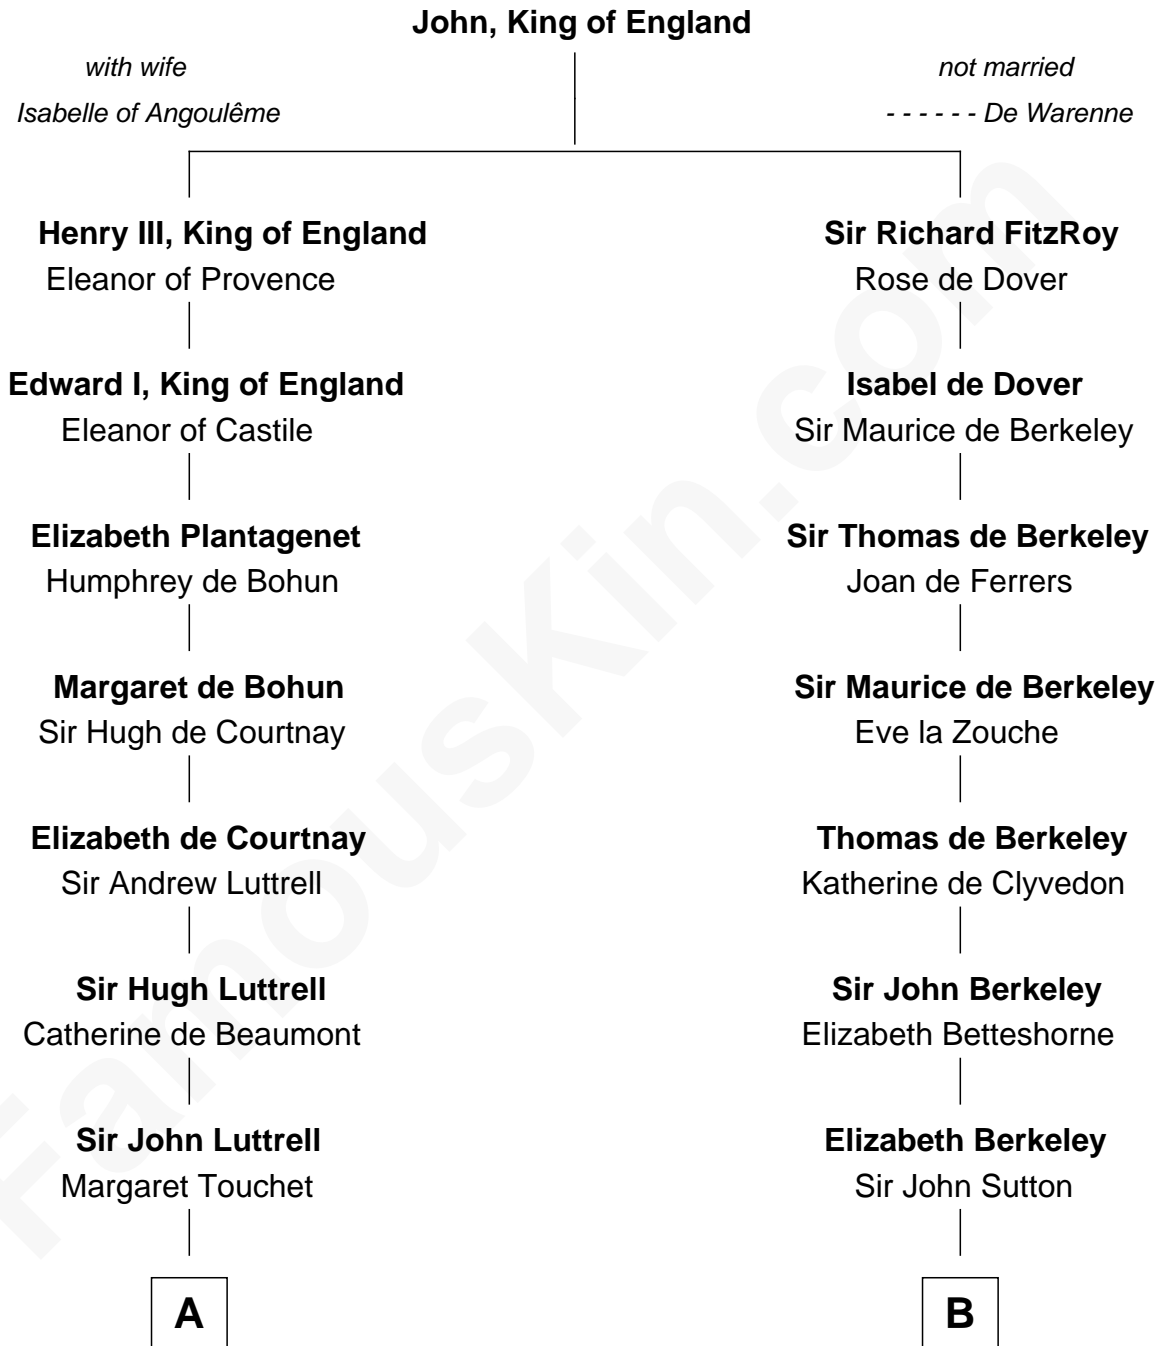 John, King of England
with wife
Isabelle of Angoulême
not married
- - - - - - De Warenne
Henry III, King of England
Eleanor of Provence
Edward I, King of England
Eleanor of Castile
Elizabeth Plantagenet
Humphrey de Bohun
Margaret de Bohun
Sir Hugh de Courtnay
Elizabeth de Courtnay
Sir Andrew Luttrell
Sir Hugh Luttrell
Catherine de Beaumont
Sir John Luttrell
Margaret Touchet
A
Sir Richard FitzRoy
Rose de Dover
Isabel de Dover
Sir Maurice de Berkeley
Sir Thomas de Berkeley
Joan de Ferrers
Sir Maurice de Berkeley
Eve la Zouche
Thomas de Berkeley
Katherine de Clyvedon
Sir John Berkeley
Elizabeth Betteshorne
Elizabeth Berkeley
Sir John Sutton
B
FamousKin.com